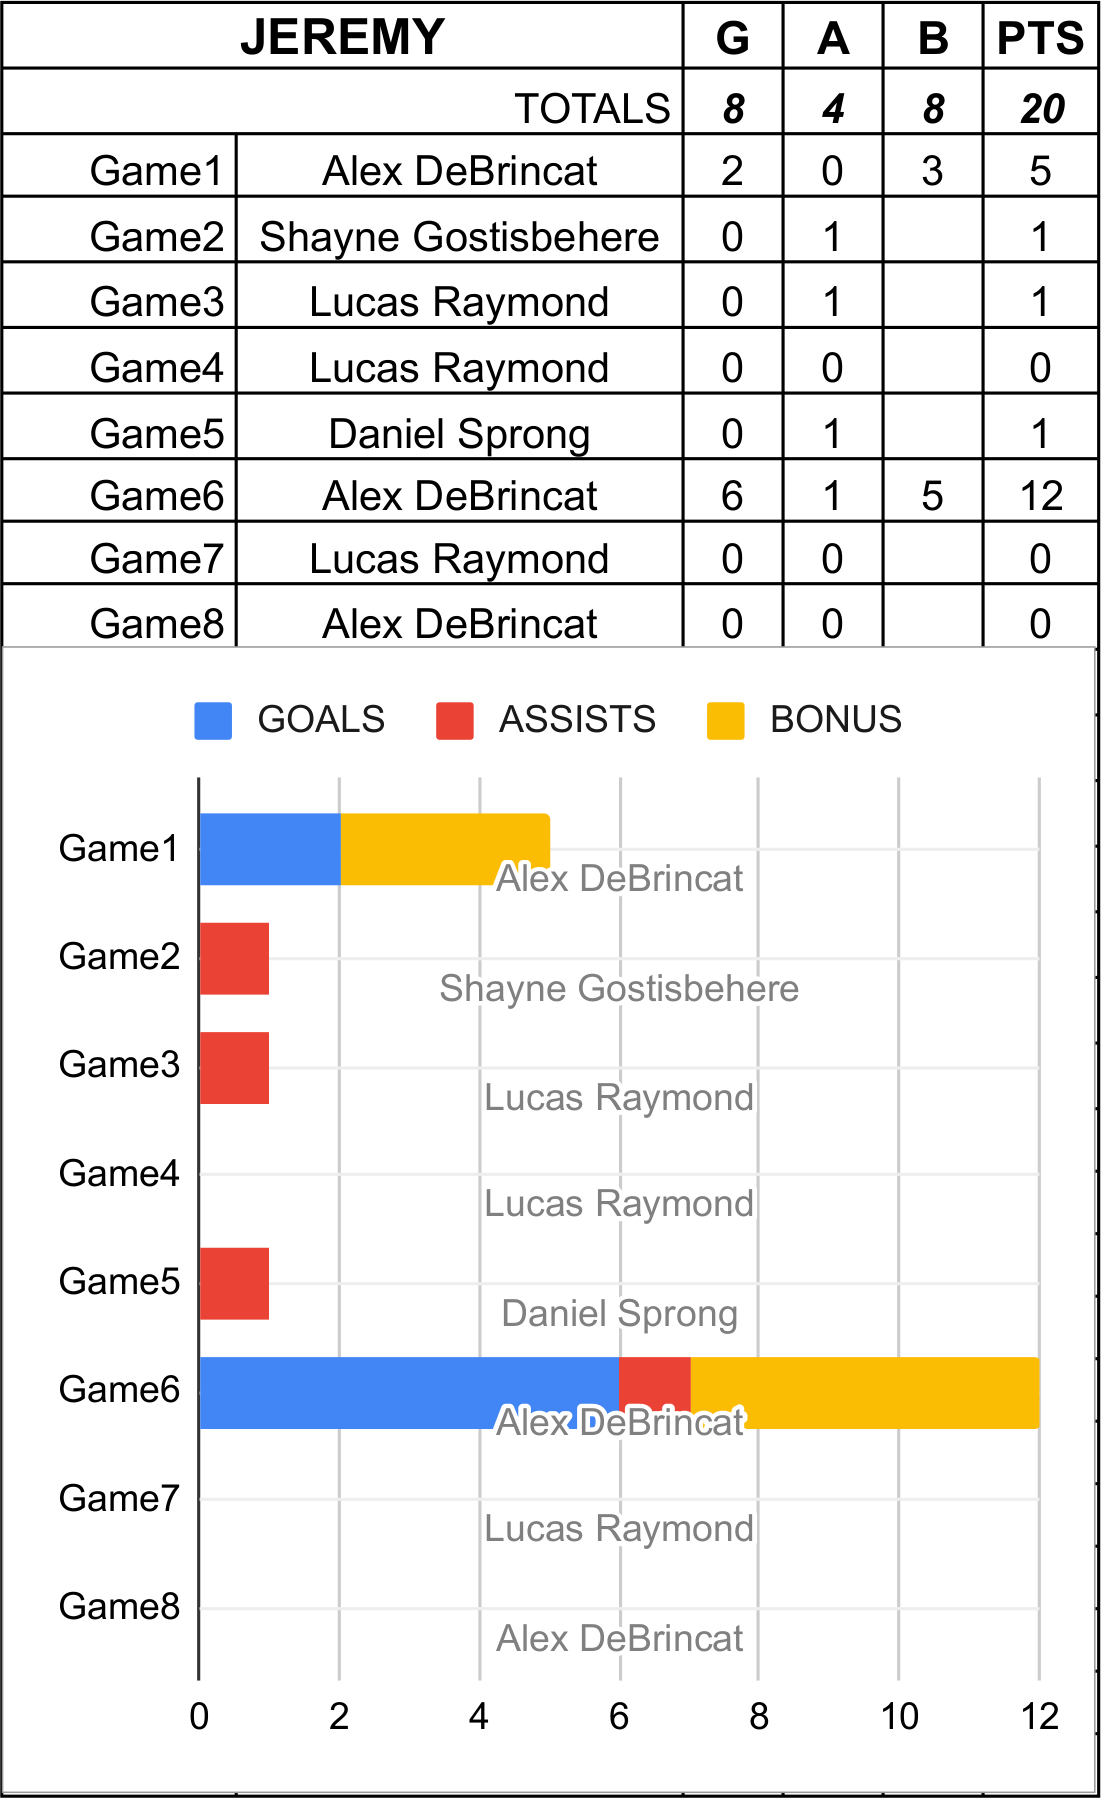 JEREMY G A B PTS
TOTALS 8 4 8 20
Game1 Alex DeBrincat 2 0 3 5
Game2 Shayne Gostisbehere 0 1 1
Game3 Lucas Raymond 0 1 1
Game4 Lucas Raymond 0 0 0
Game5 Daniel Sprong 0 1 1
Game6 Alex DeBrincat 6 1 5 12
Game7 Lucas Raymond 0 0 0
Game8 Alex DeBrincat 0 0 0
GOALS ASSISTS BONUS
Game1
Alex DeBrincat
Game2
Shayne Gostisbehere
Game3
Lucas Raymond
Game4
Lucas Raymond
Game5
Daniel Sprong
Game6
Alex DeBrincat
Game7
Lucas Raymond
Game8
Alex DeBrincat
0 2 4 6 8 10 12